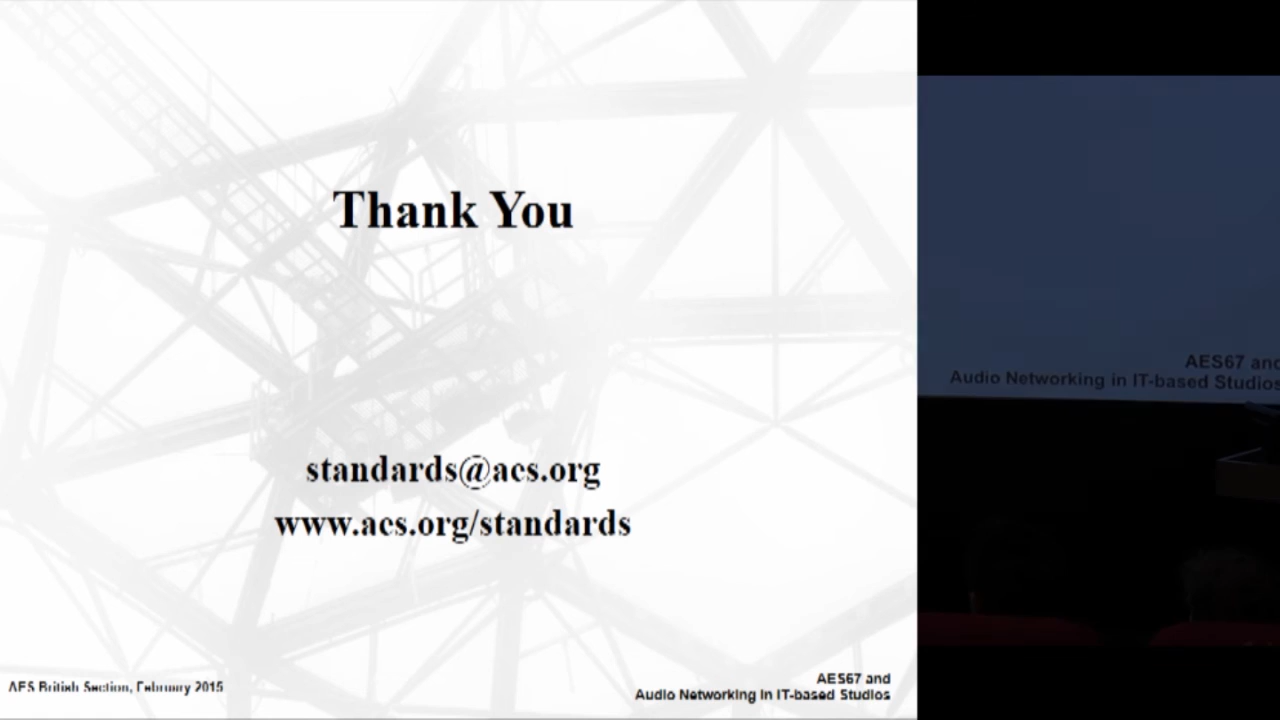 Thank You
standards@aes.org
www.aes.org/standards
AES British Section, February 2015
AES67 and
Audio Networking in IT-based Studios
AES67 and
Audio Networking in IT-based Studios